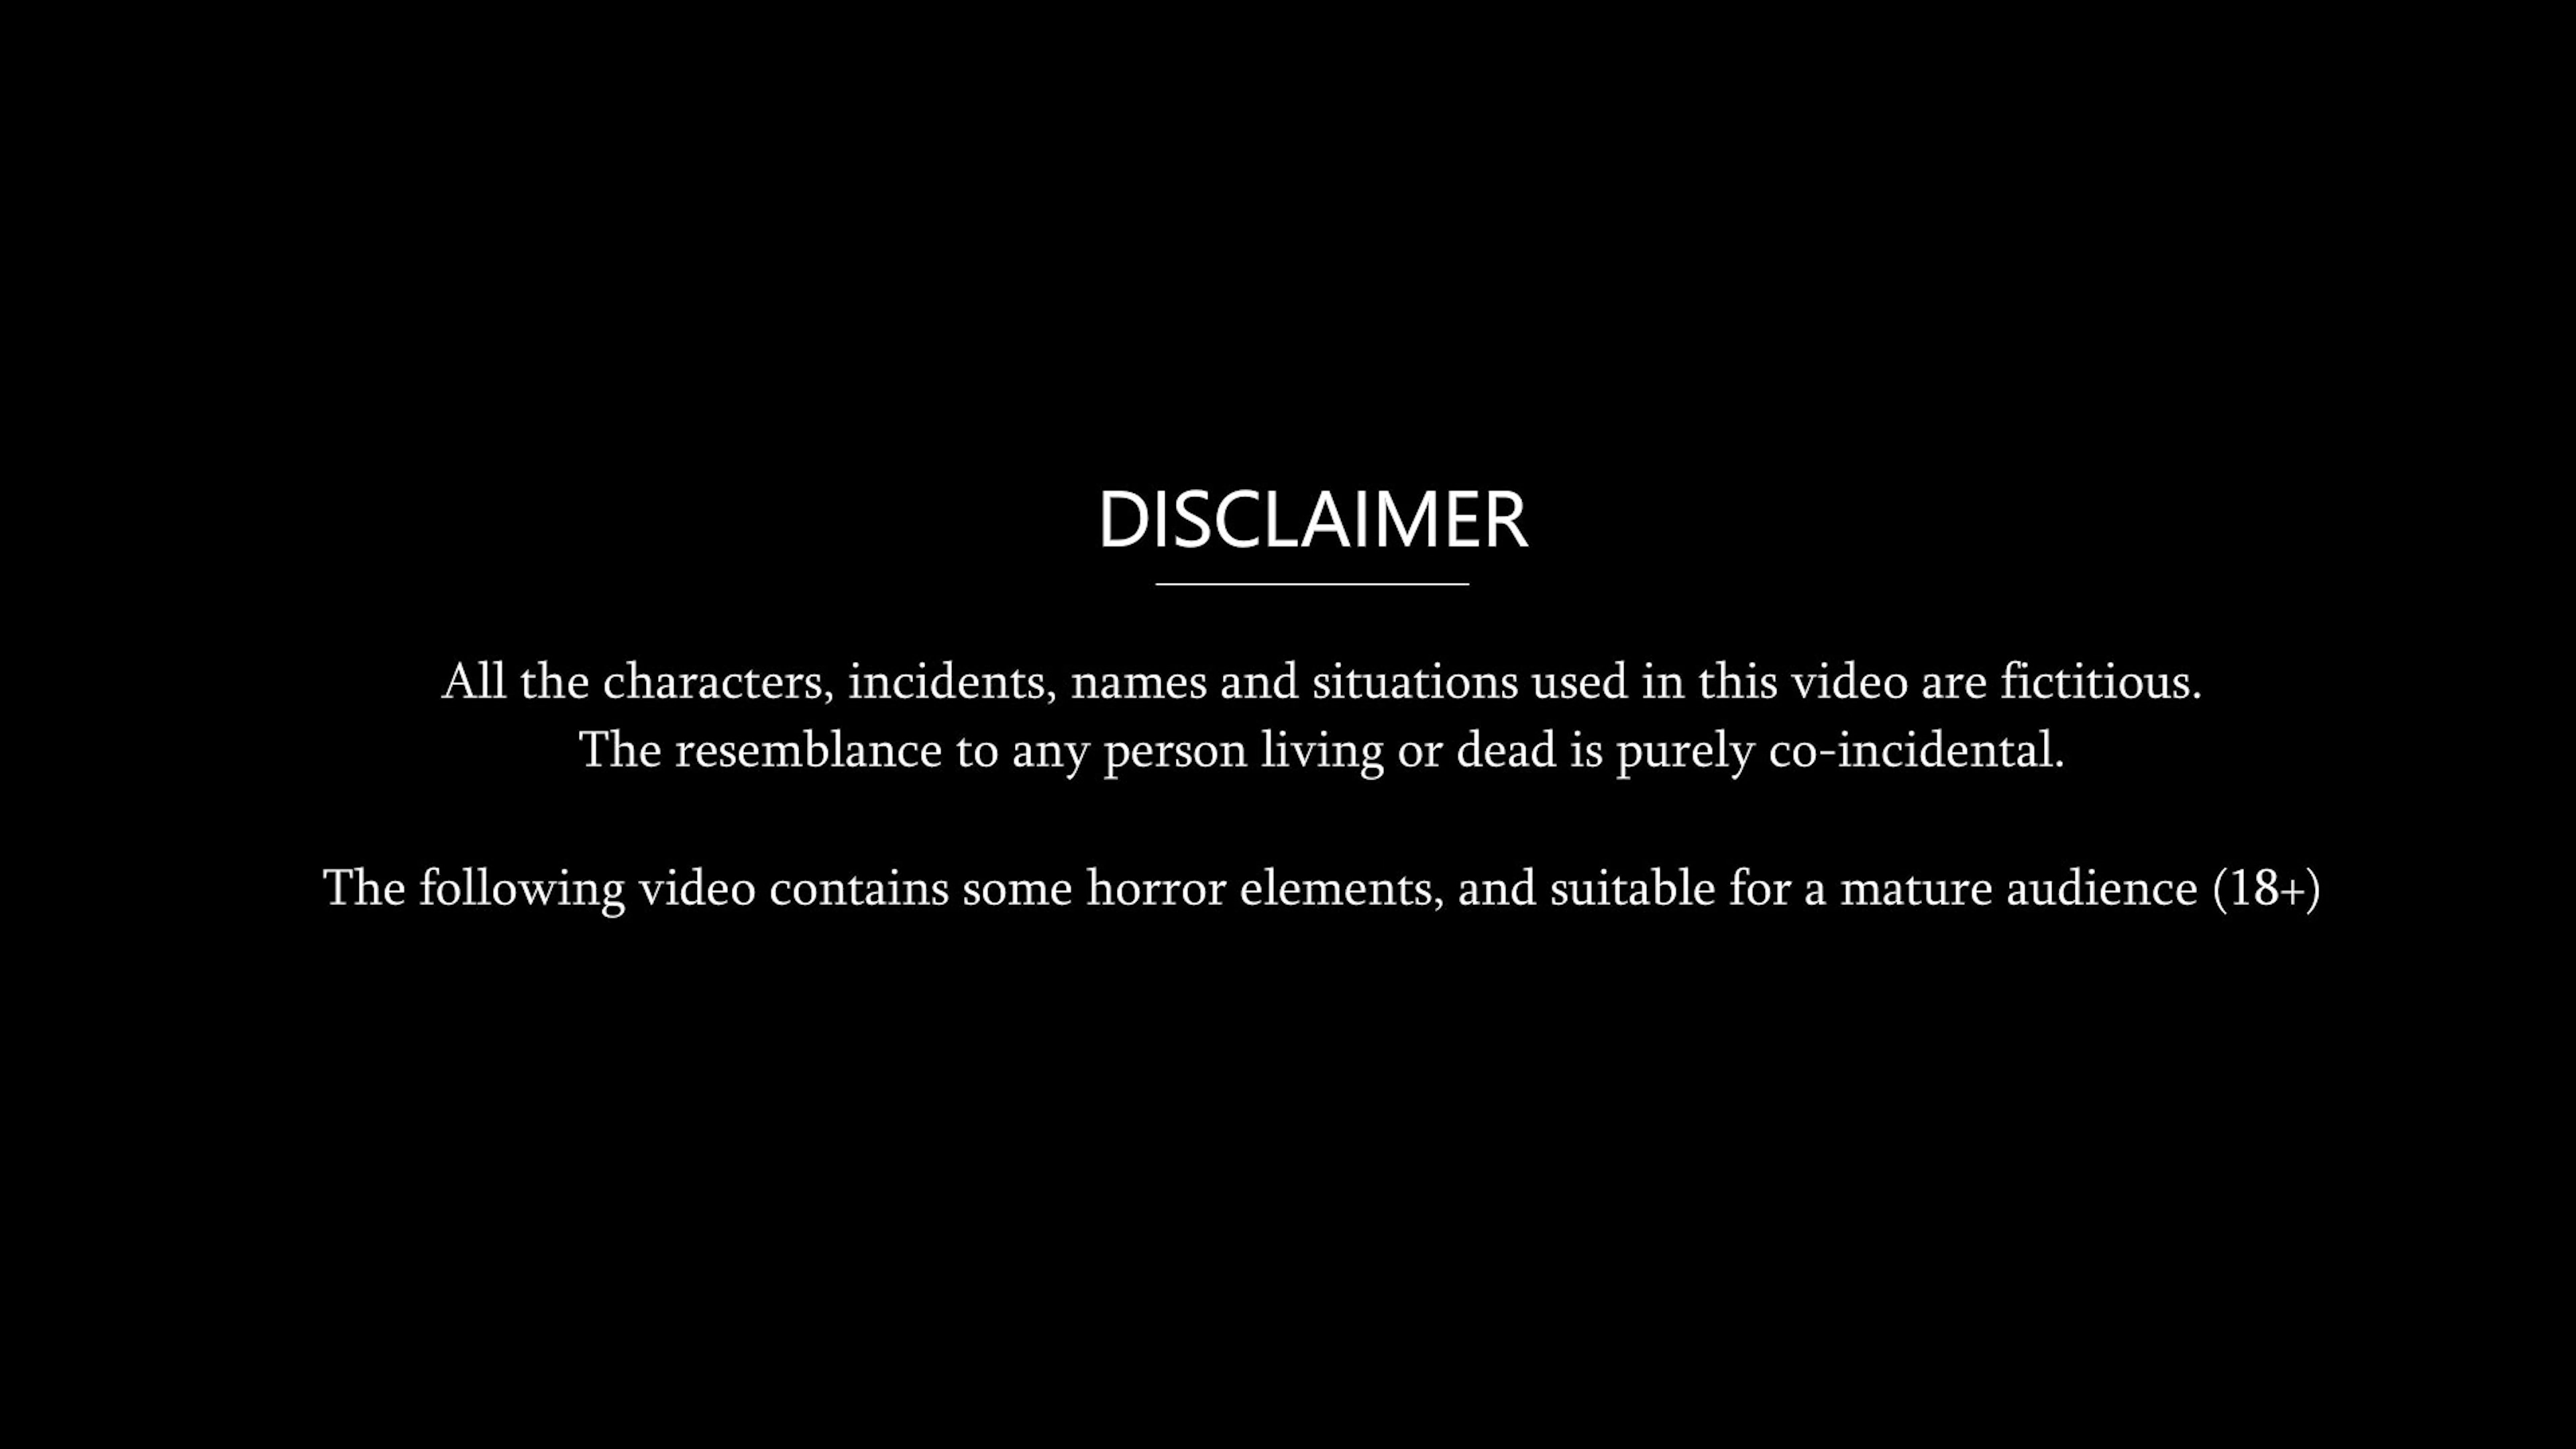 DISCLAIMER
All the characters, incidents, names and situations used in this video are fictitious.
The resemblance to any person living or dead is purely co-incidental.
The following video contains some horror elements, and suitable for a mature audience (18+)